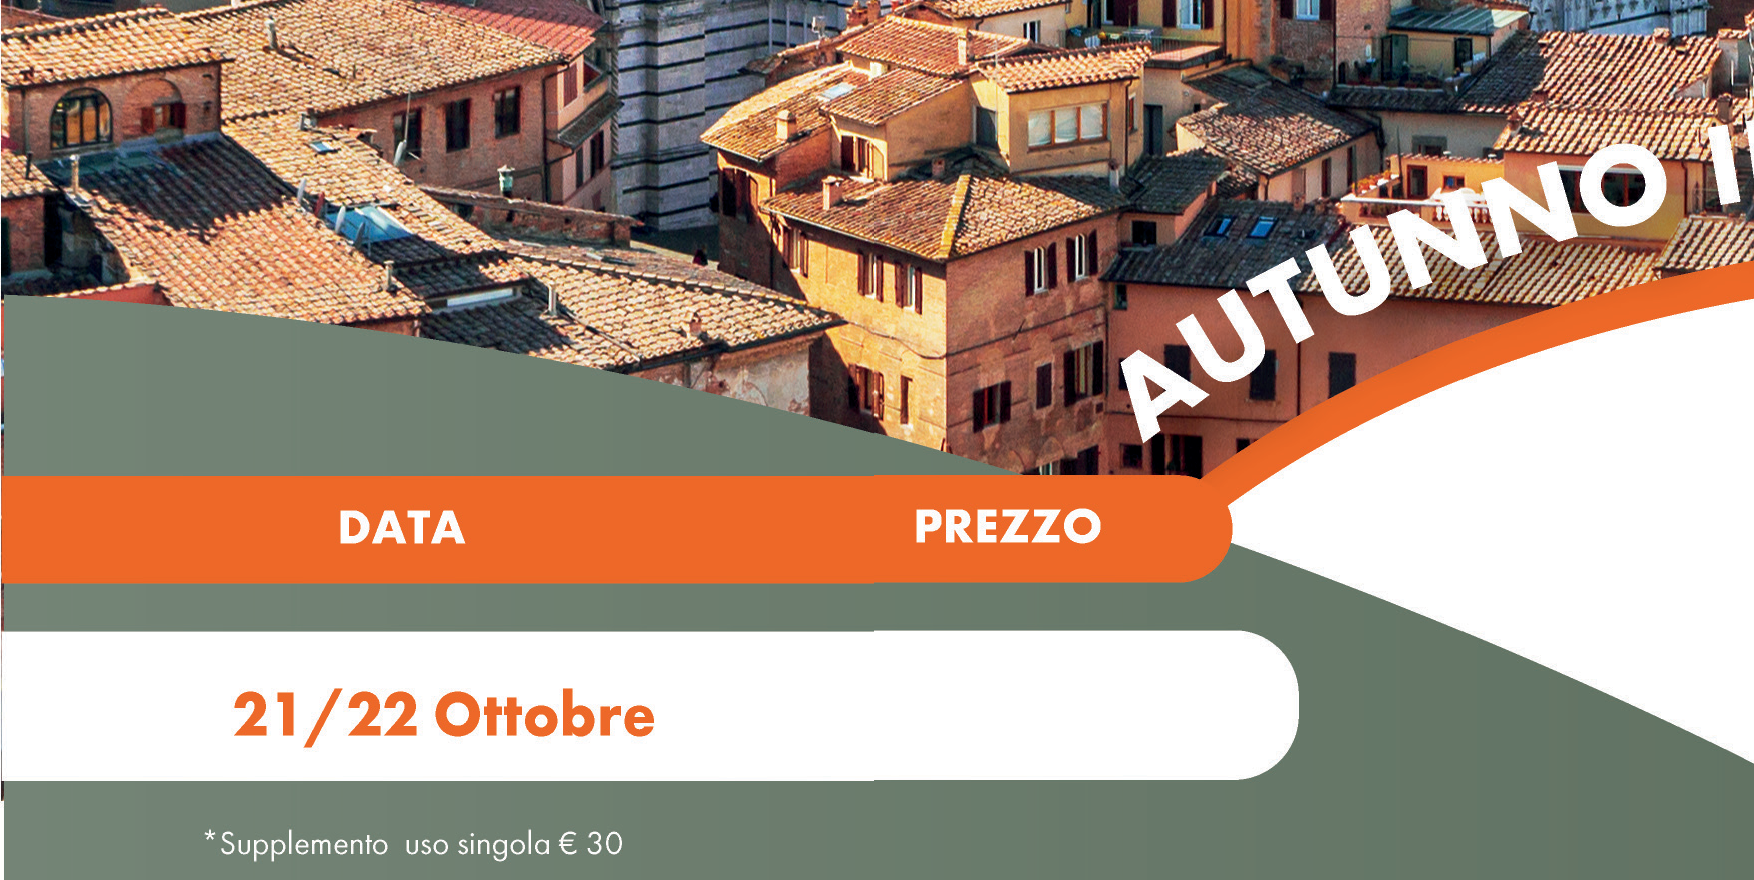 AUTUNNO
DATA PREZZO
21/22 Ottobre
*Supplemento uso singola € 30